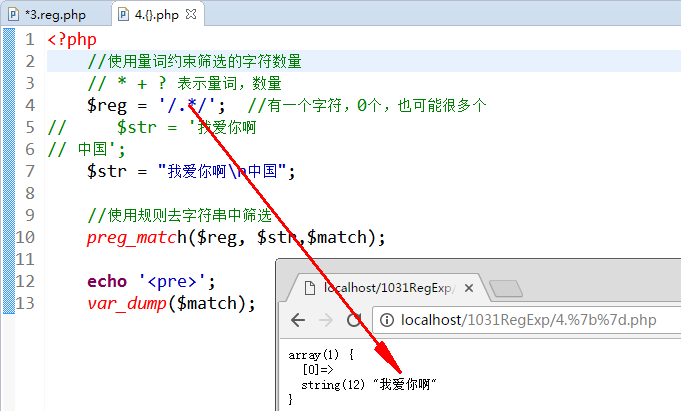 *3.reg.php
4.{}.php
1 <?php
2 //使用量词约束筛选的字符数量
3 // * + ? 表示量词，数量
4 $reg = '/.*/'; //有一个字符，0个，也可能很多个
5 // $str = '我爱你啊
6 // 中国';
7 $str = "我爱你啊\n中国";
8
9 //使用规则去字符串中筛选
10 preg_match($reg, $str,$match);
11
12 echo '<pre>';
13 var_dump($match);
localhost/1031RegExp/
localhost/1031RegExp/4.%7b%7d.php
array(1) {
[0]=>
string(12) "我爱你啊"
}